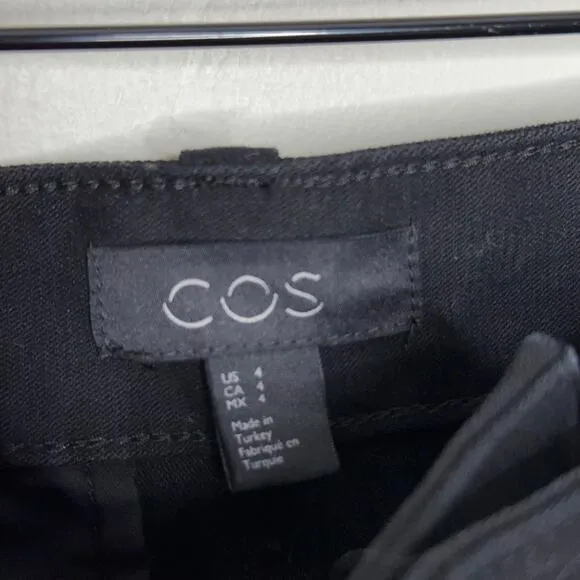 COS
US 4
CA 4
MX 4
Made in
Turkey
Fabriqué en
Turquie